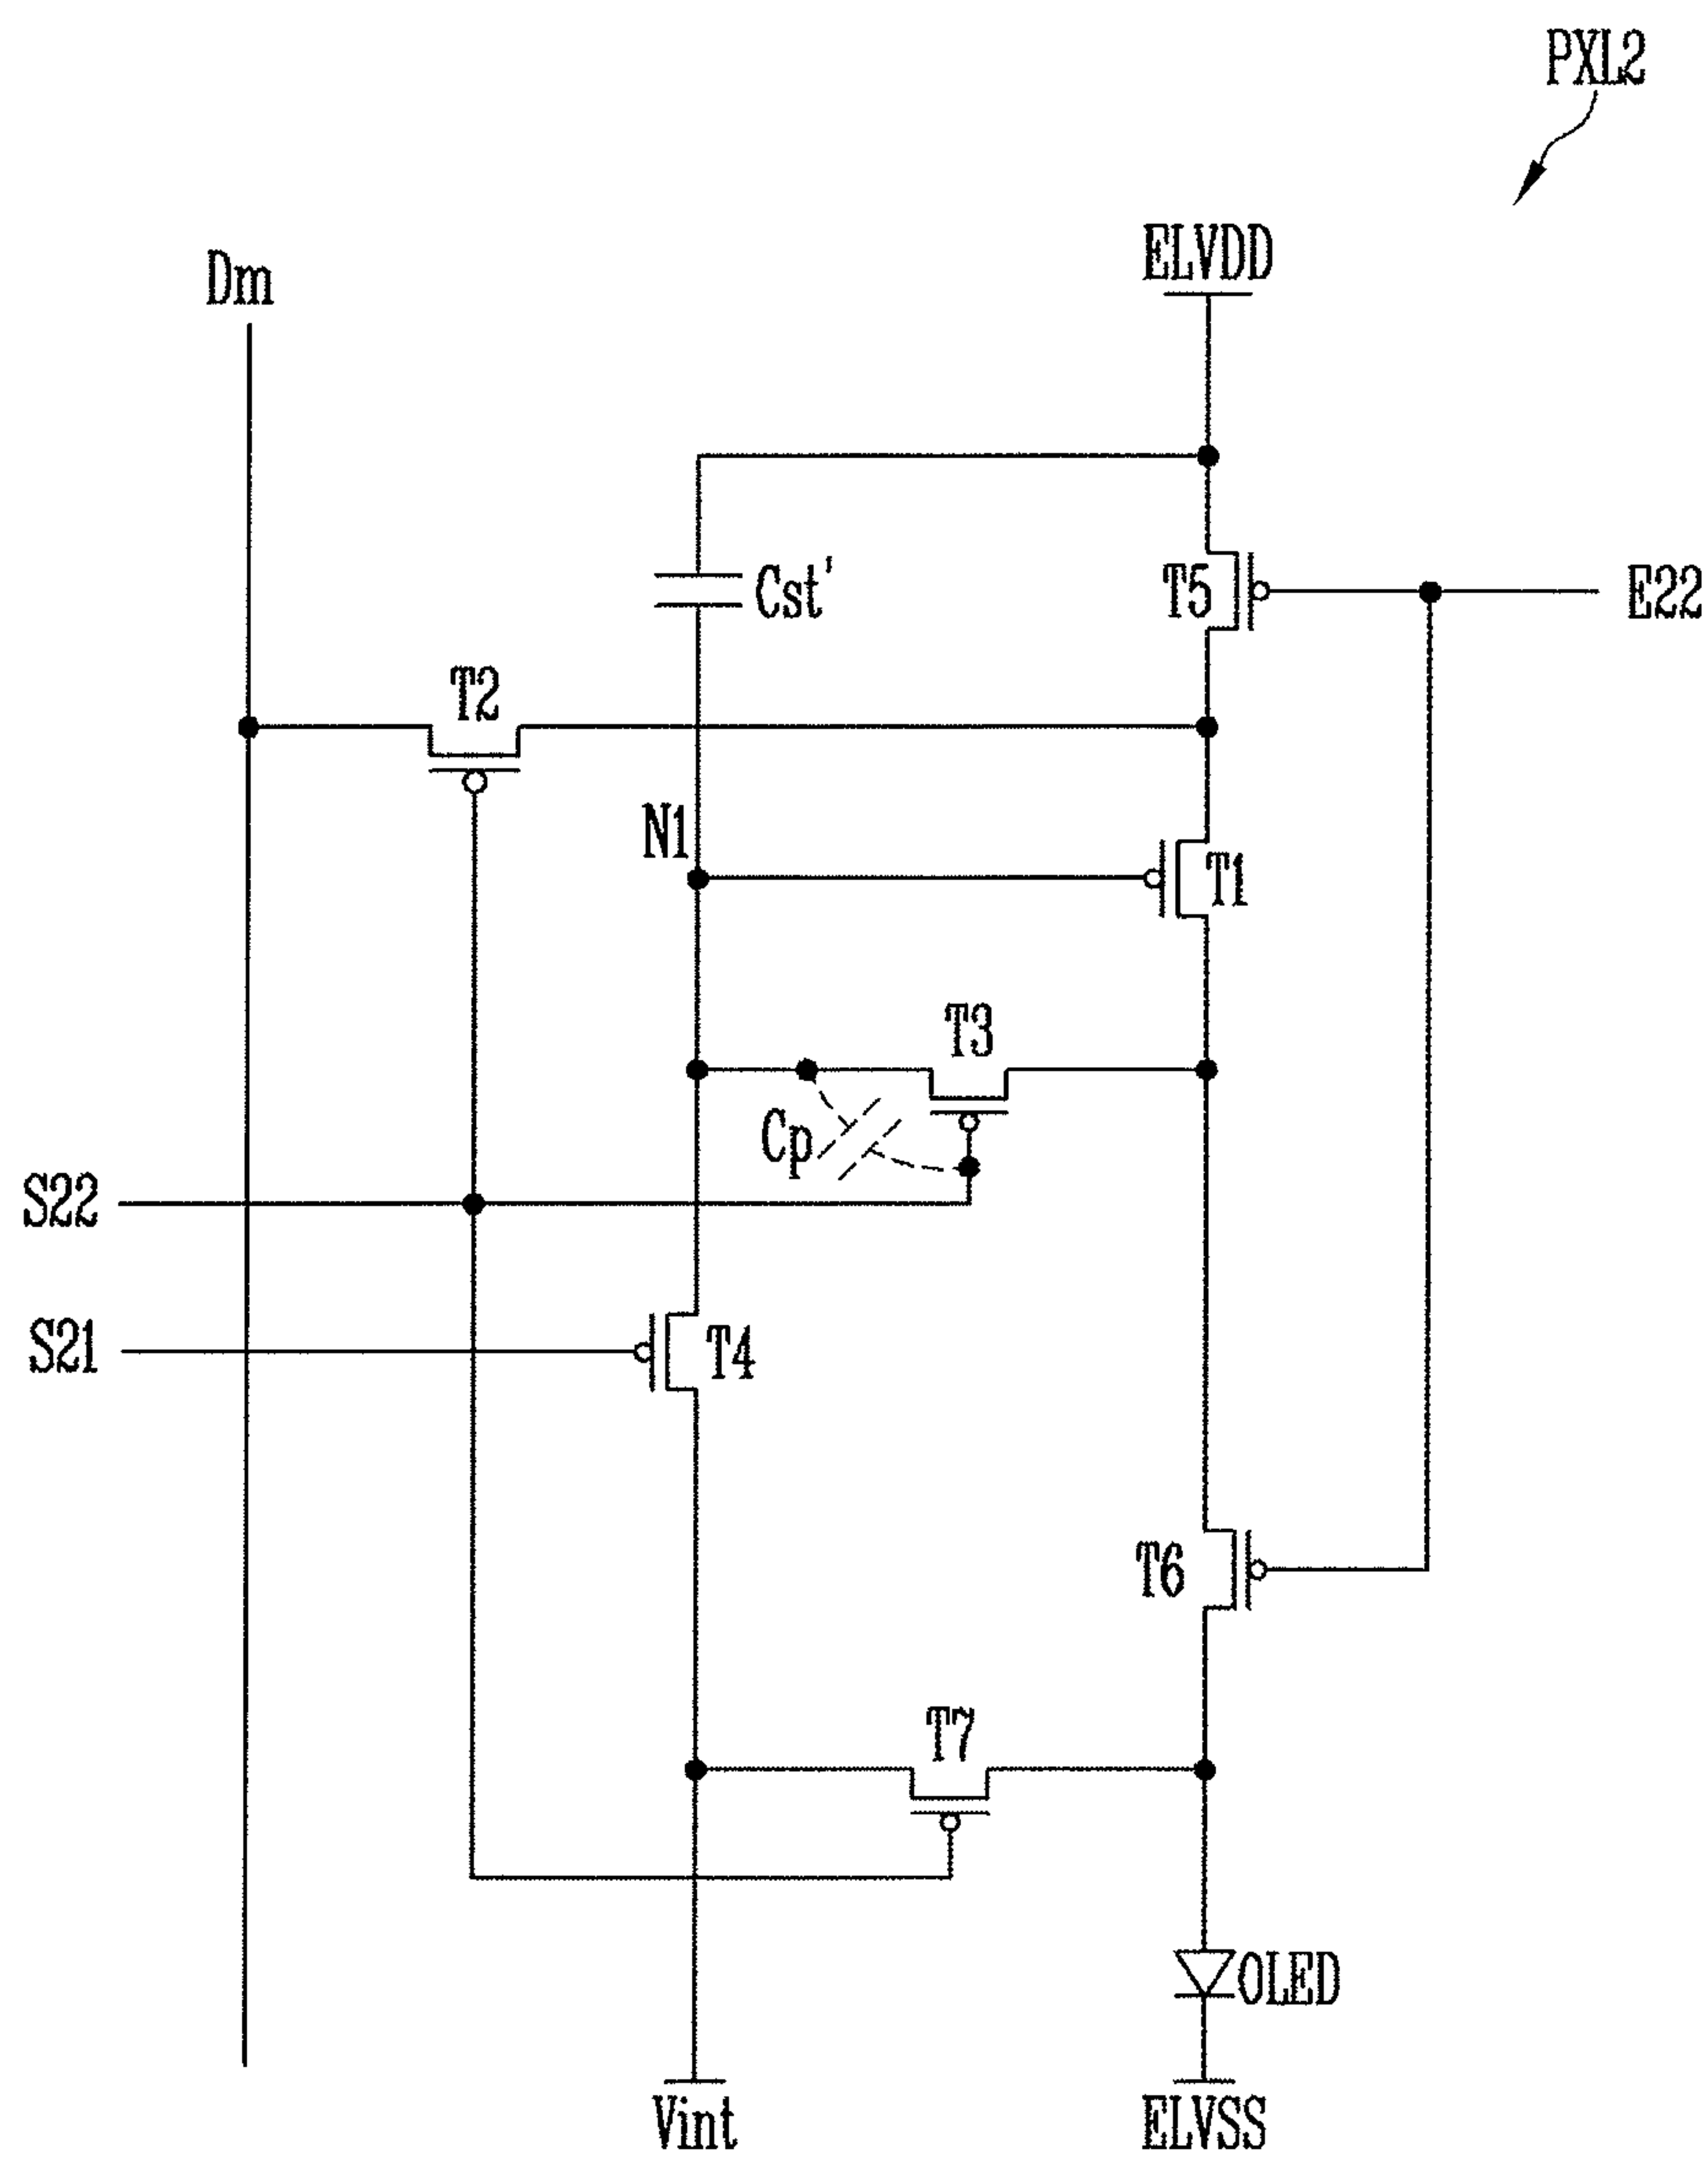 PXL2
ELVDD
Dm
Cst'
T5
E22
T2
N1
T1
T3
Cp
S22
S21
T4
T6
T7
OLED
Vint
ELVSS